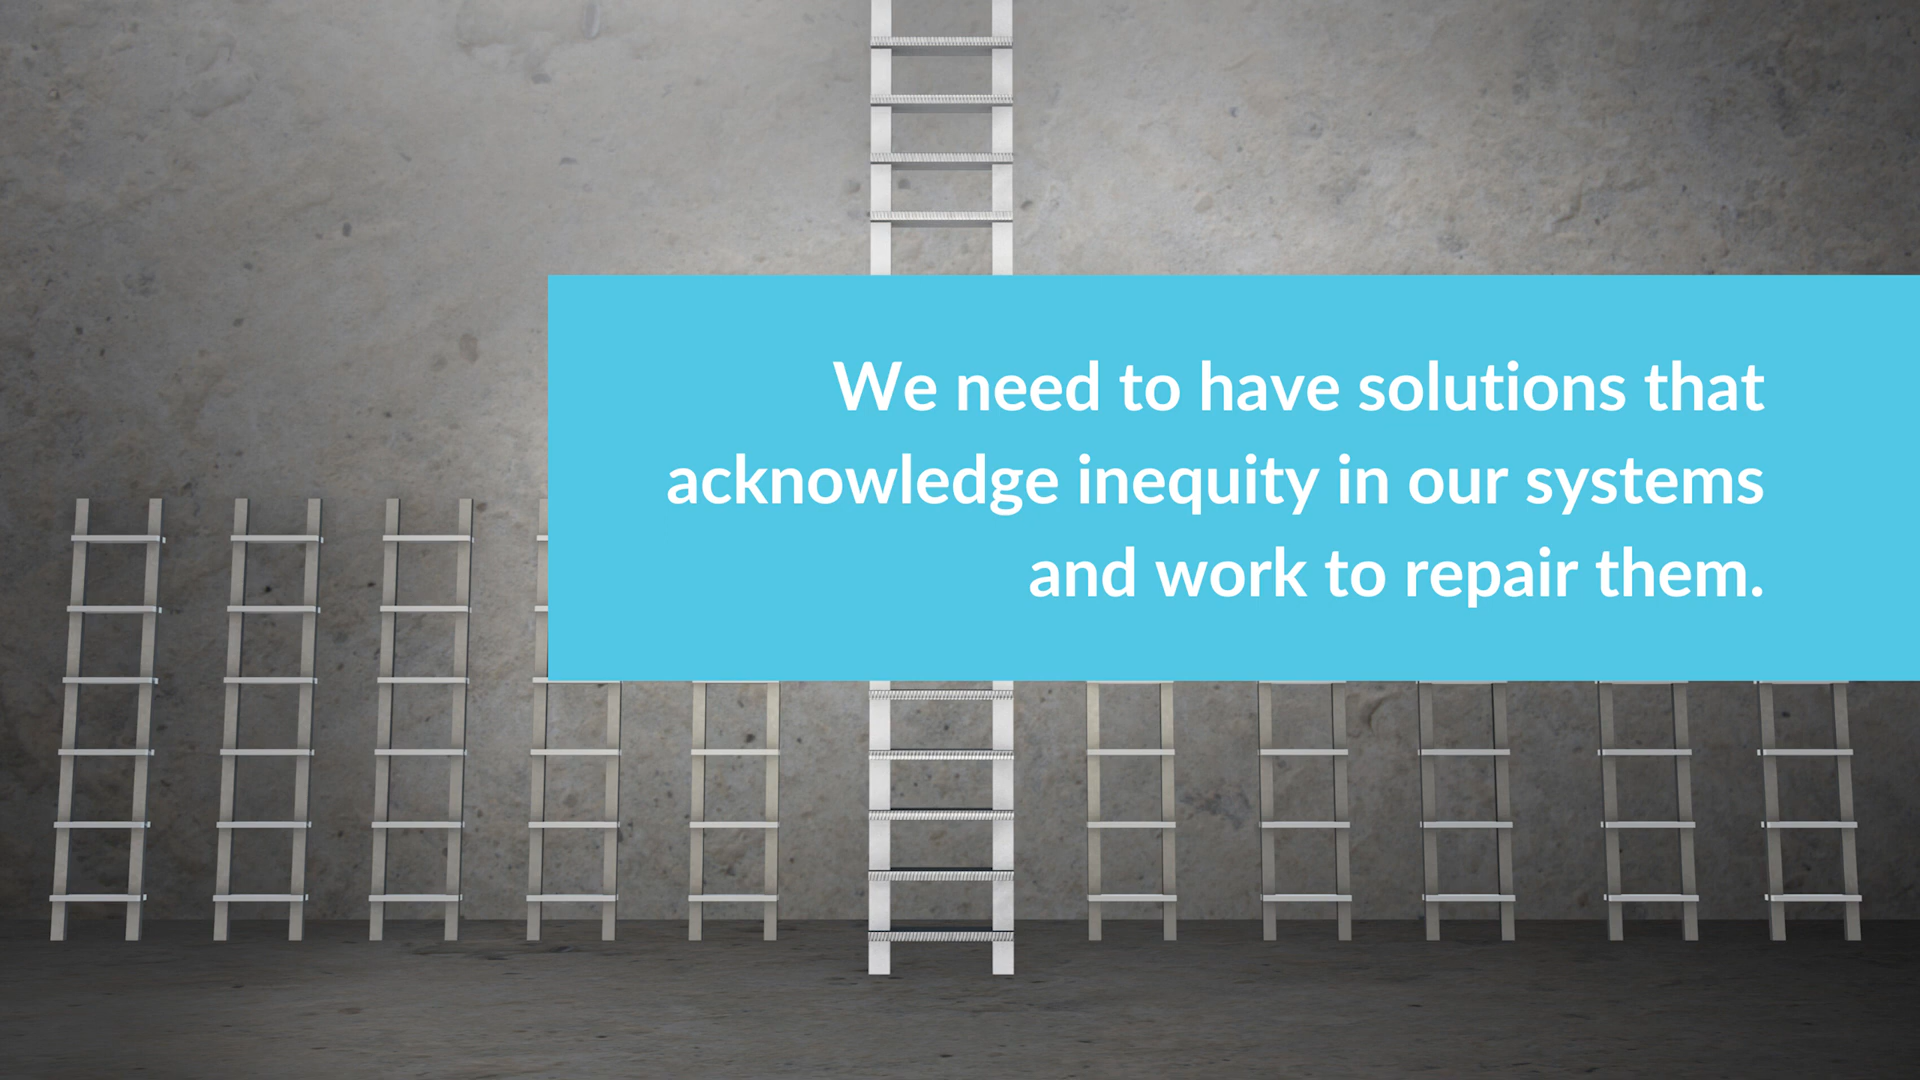 We need to have solutions that
acknowledge inequity in our systems
and work to repair them.